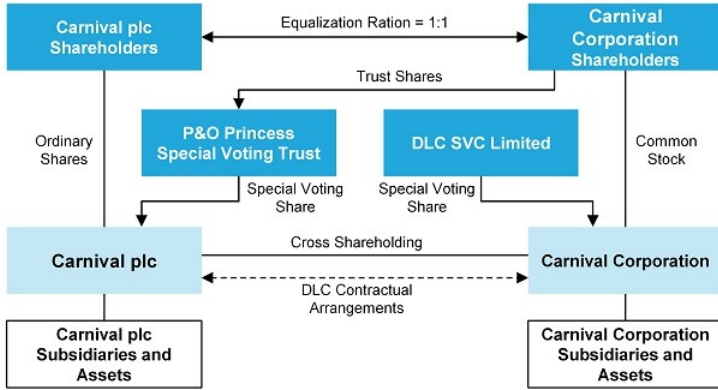 Carnival plc
Shareholders
Equalization Ration = 1:1
Carnival
Corporation
Shareholders
Trust Shares
Ordinary
Shares
P&O Princess
Special Voting Trust
DLC SVC Limited
Common
Stock
Special Voting
Share
Special Voting
Share
Carnival plc
Cross Shareholding
Carnival Corporation
DLC Contractual
Arrangements
Carnival plc
Subsidiaries and
Assets
Carnival Corporation
Subsidiaries and
Assets